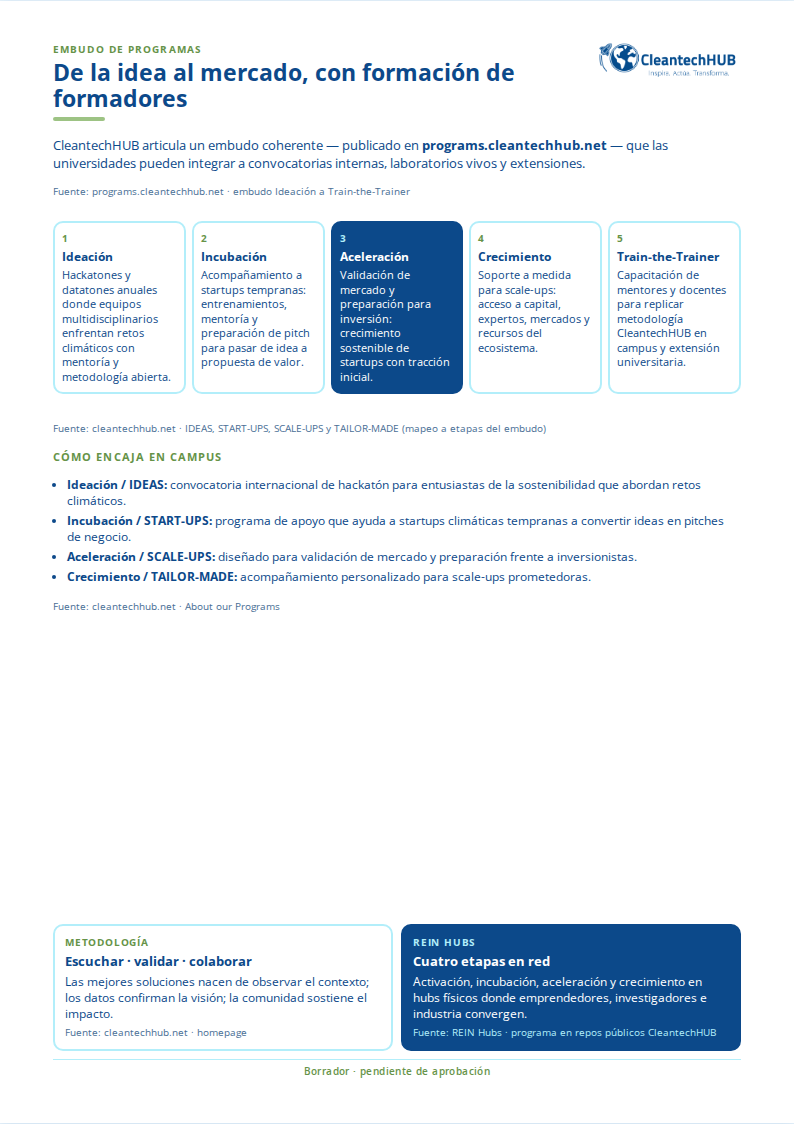 EMBUDO DE PROGRAMAS
De la idea al mercado, con formación de
formadores
CleantechHUB
Inspire. Actúa. Transforma.
CleantechHUB articula un embudo coherente — publicado en programs.cleantechhub.net — que las
universidades pueden integrar a convocatorias internas, laboratorios vivos y extensiones.
Fuente: programs.cleantechhub.net · embudo Ideación a Train-the-Trainer
1
Ideación
Hackatones y
datatones anuales
donde equipos
multidisciplinarios
enfrentan retos
climáticos con
mentoría y
metodología abierta.
2
Incubación
Acompañamiento a
startups tempranas:
entrenamientos,
mentoría y
preparación de pitch
para pasar de idea a
propuesta de valor.
3
Aceleración
Validación de
mercado y
preparación para
inversión:
crecimiento
sostenible de
startups con tracción
inicial.
4
Crecimiento
Soporte a medida
para scale-ups:
acceso a capital,
expertos, mercados y
recursos del
ecosistema.
5
Train-the-Trainer
Capacitación de
mentores y docentes
para replicar
metodología
CleantechHUB en
campus y extensión
universitaria.
Fuente: cleantechhub.net · IDEAS, START-UPS, SCALE-UPS y TAILOR-MADE (mapeo a etapas del embudo)
CÓMO ENCAJA EN CAMPUS
• Ideación / IDEAS: convocatoria internacional de hackatón para entusiastas de la sostenibilidad que abordan retos
climáticos.
• Incubación / START-UPS: programa de apoyo que ayuda a startups climáticas tempranas a convertir ideas en pitches
de negocio.
• Aceleración / SCALE-UPS: diseñado para validación de mercado y preparación frente a inversionistas.
• Crecimiento / TAILOR-MADE: acompañamiento personalizado para scale-ups prometedoras.
Fuente: cleantechhub.net · About our Programs
METODOLOGÍA
Escuchar · validar · colaborar
Las mejores soluciones nacen de observar el contexto;
los datos confirman la visión; la comunidad sostiene el
impacto.
Fuente: cleantechhub.net · homepage
REIN HUBS
Cuatro etapas en red
Activación, incubación, aceleración y crecimiento en
hubs físicos donde emprendedores, investigadores e
industria convergen.
Fuente: REIN Hubs · programa en repos públicos CleantechHUB
Borrador · pendiente de aprobación